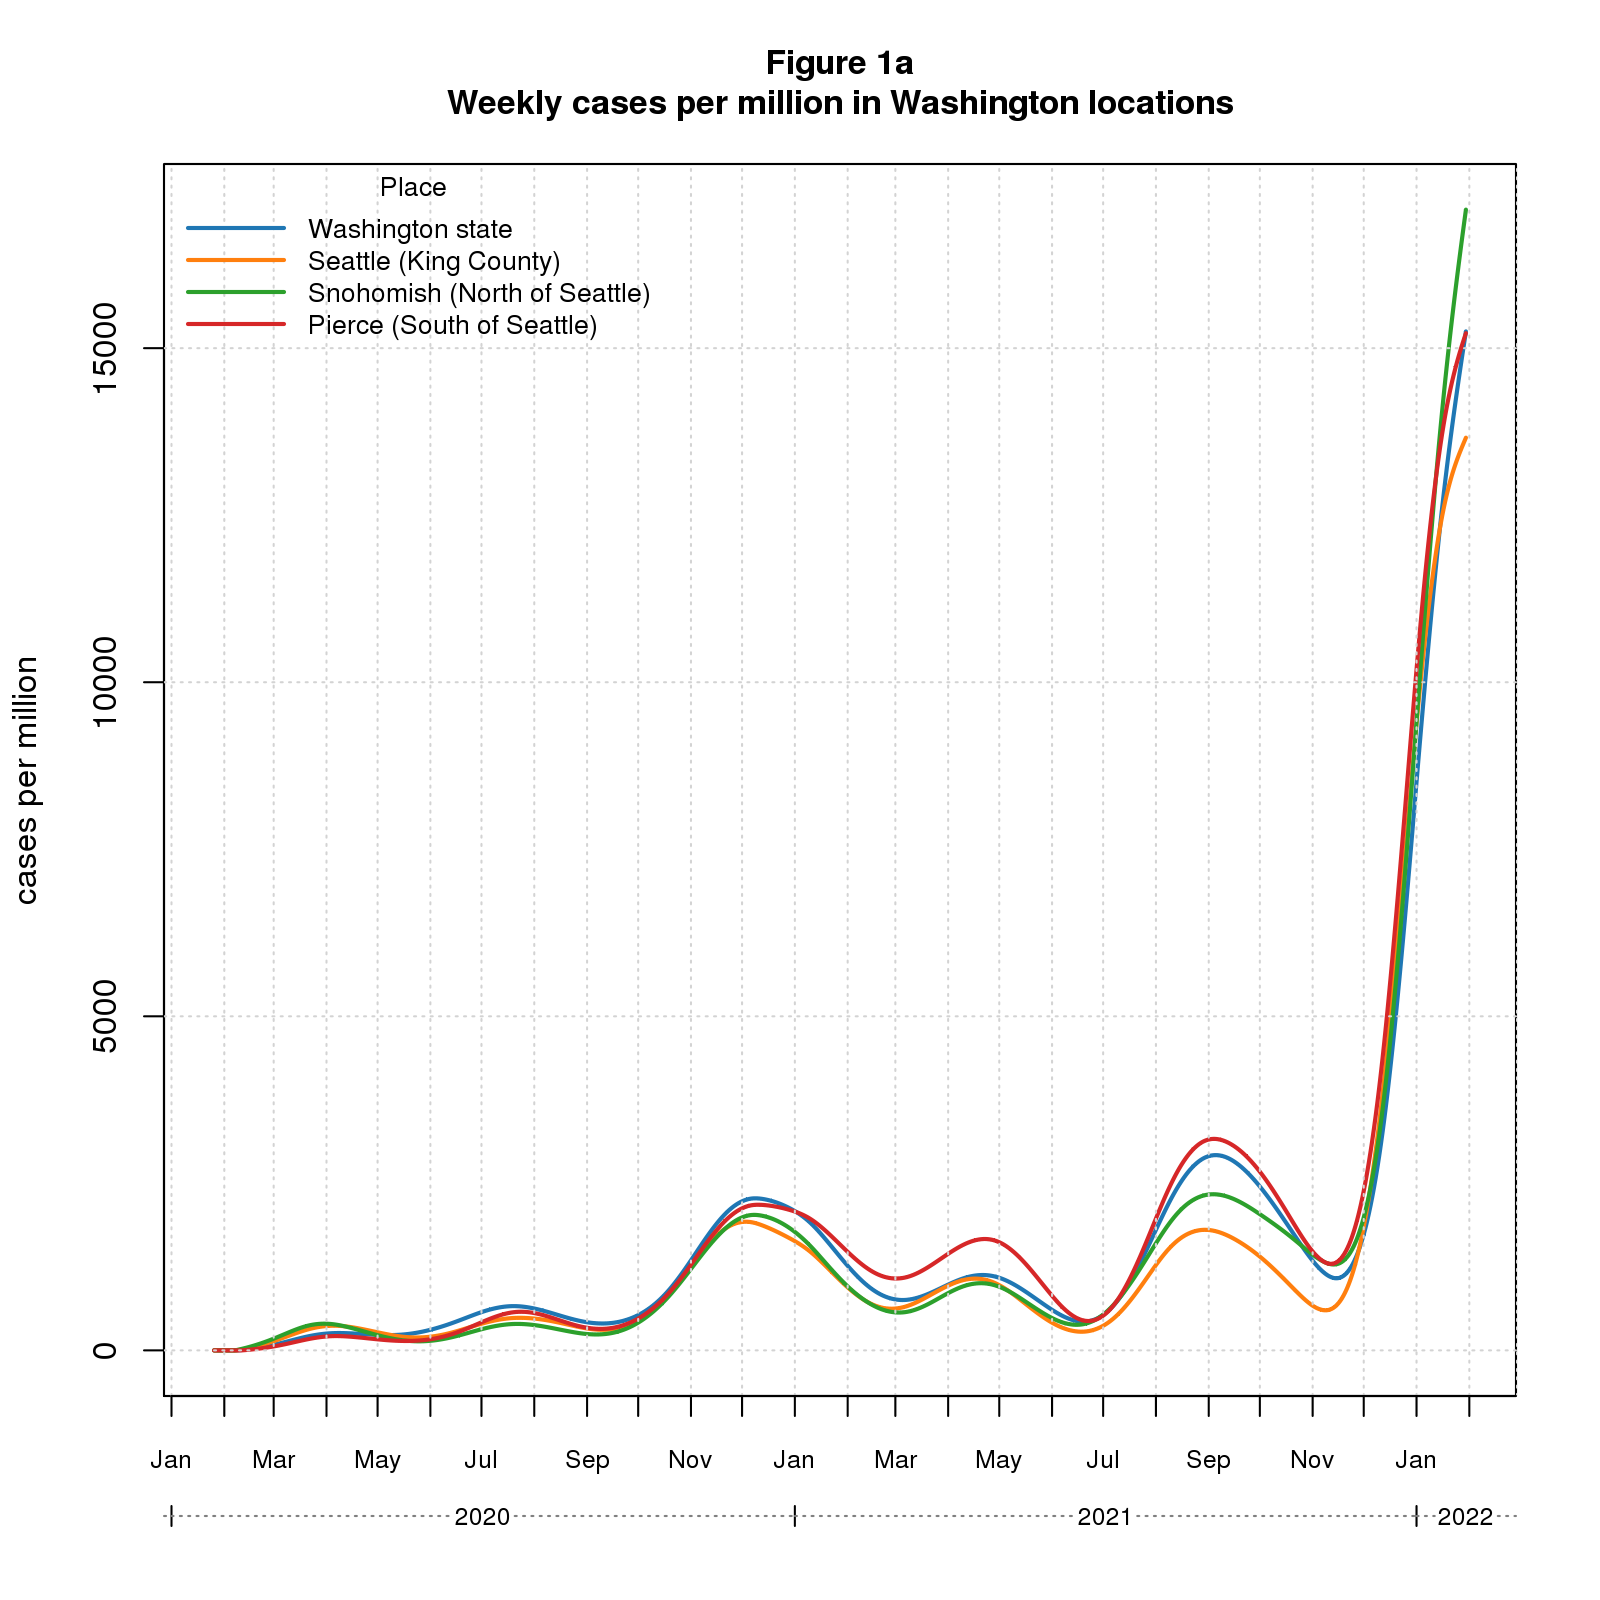 Figure 1a
Weekly cases per million in Washington locations
Place
Washington state
Seattle (King County)
Snohomish (North of Seattle)
Pierce (South of Seattle)
cases per million
15000
10000
5000
0
Jan Mar May Jul Sep Nov Jan Mar May Jul Sep Nov Jan
2020 2021 2022